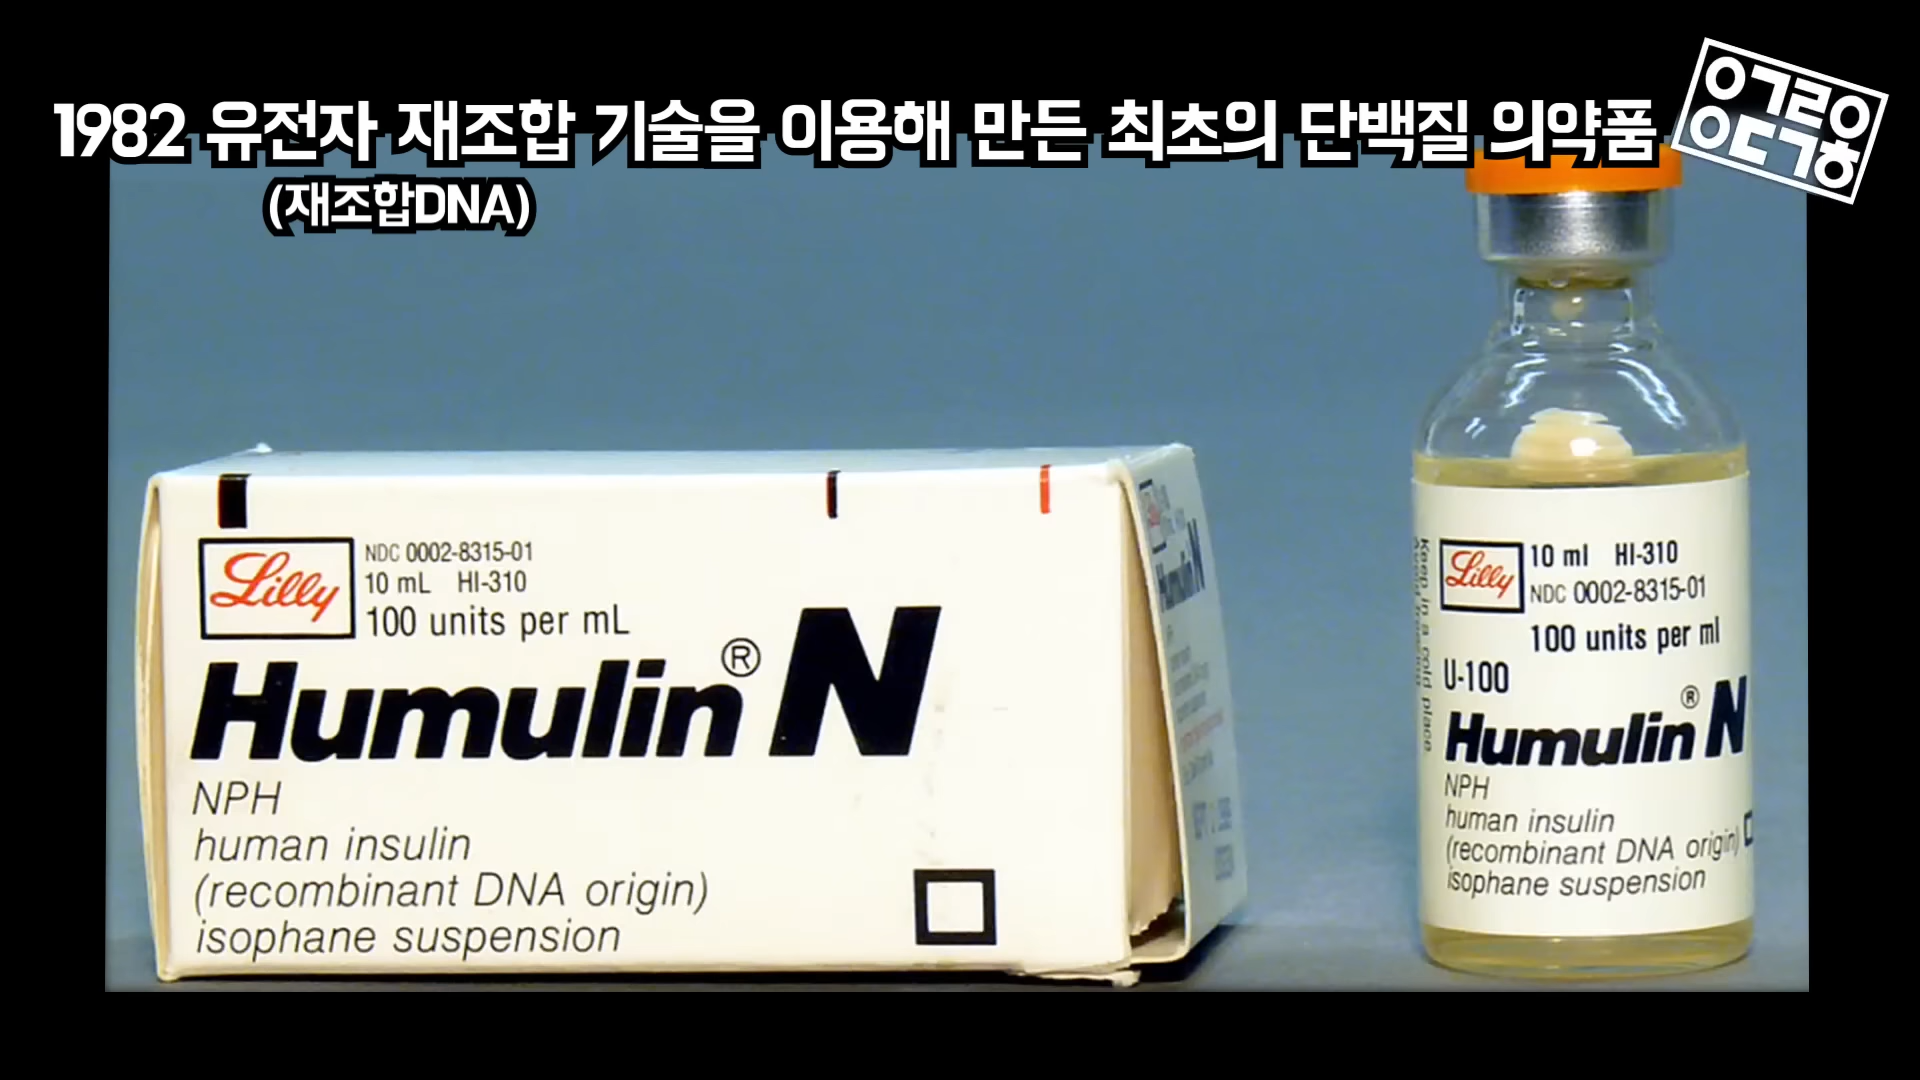 1982 유전자 재조합 기술을 이용해 만든 최초의 단백질 의약품
(재조합DNA)
Lilly
NDC 0002-8315-01
10 mL HI-310
100 units per mL
Humulin® N
NPH
human insulin
(recombinant DNA origin)
isophane suspension
Humulin N
Lilly
10 ml HI-310
NDC 0002-8315-01
100 units per ml
U-100
Humulin® N
NPH
human insulin
(recombinant DNA origin)
isophane suspension
Keep in a cold place.